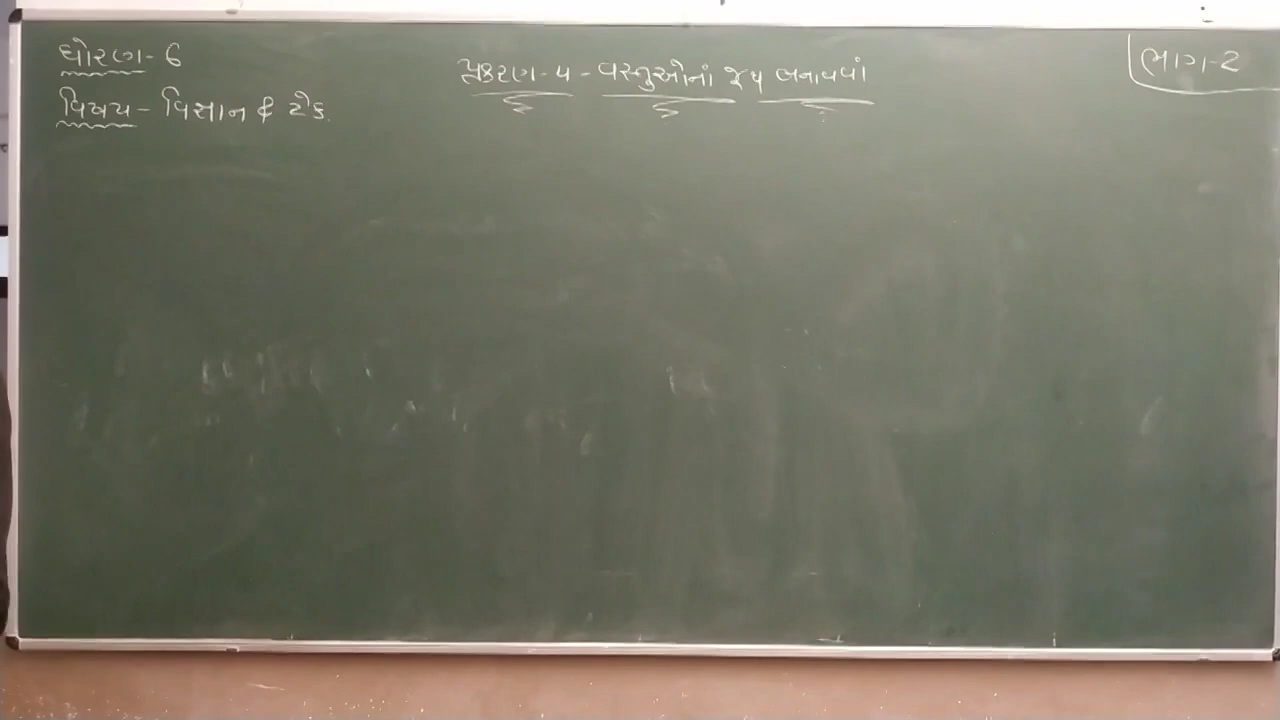 ધોરણ - 6
પ્રકરણ - ૫ - વસ્તુઓનાં જૂથ બનાવવાં
ભાગ - 2
વિષય - વિજ્ઞાન & ટેક.